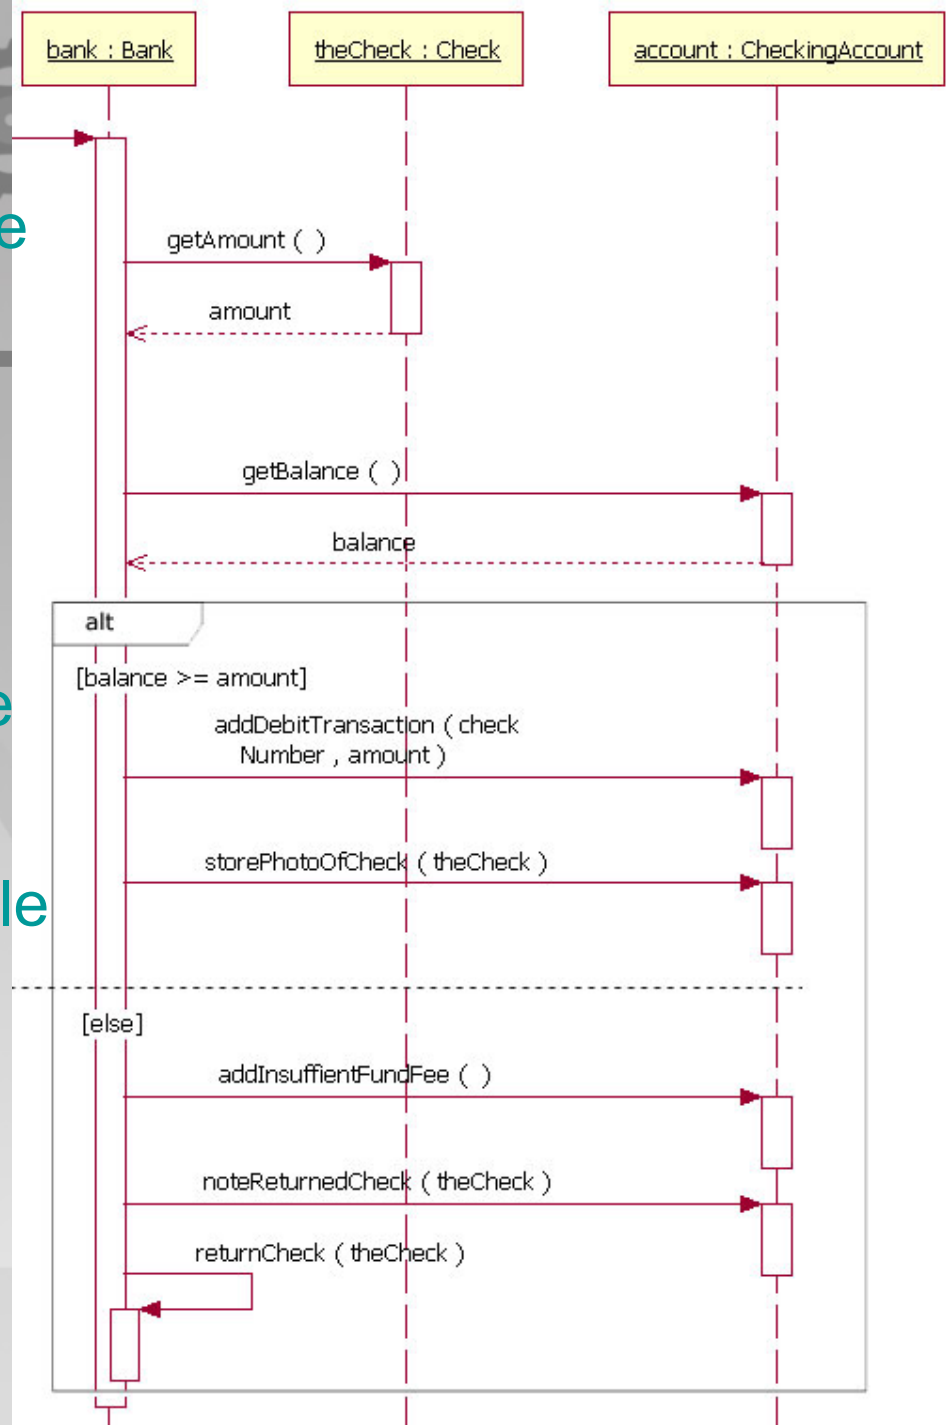 bank : Bank
theCheck : Check
account : CheckingAccount
e
getAmount ( )
amount
getBalance ( )
balance
alt
[balance >= amount]
e
addDebitTransaction ( check
Number , amount )
storePhotoOfCheck ( theCheck )
le
[else]
addInsuffientFundFee ( )
noteReturnedCheck ( theCheck )
returnCheck ( theCheck )